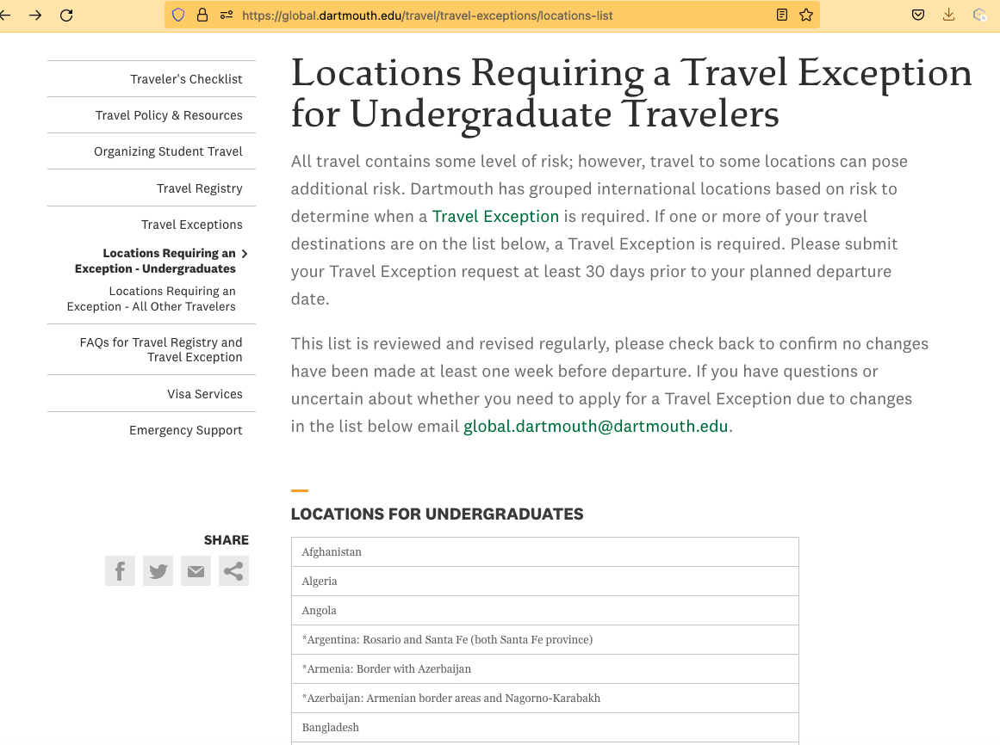 https://global.dartmouth.edu/travel/travel-exceptions/locations-list
Traveler's Checklist
Travel Policy & Resources
Organizing Student Travel
Travel Registry
Travel Exceptions
Locations Requiring an
Exception - Undergraduates
Locations Requiring an
Exception - All Other Travelers
FAQs for Travel Registry and
Travel Exception
Visa Services
Emergency Support
SHARE
Locations Requiring a Travel Exception
for Undergraduate Travelers
All travel contains some level of risk; however, travel to some locations can pose
additional risk. Dartmouth has grouped international locations based on risk to
determine when a Travel Exception is required. If one or more of your travel
destinations are on the list below, a Travel Exception is required. Please submit
your Travel Exception request at least 30 days prior to your planned departure
date.
This list is reviewed and revised regularly, please check back to confirm no changes
have been made at least one week before departure. If you have questions or
uncertain about whether you need to apply for a Travel Exception due to changes
in the list below email global.dartmouth@dartmouth.edu.
LOCATIONS FOR UNDERGRADUATES
Afghanistan
Algeria
Angola
*Argentina: Rosario and Santa Fe (both Santa Fe province)
*Armenia: Border with Azerbaijan
*Azerbaijan: Armenian border areas and Nagorno-Karabakh
Bangladesh